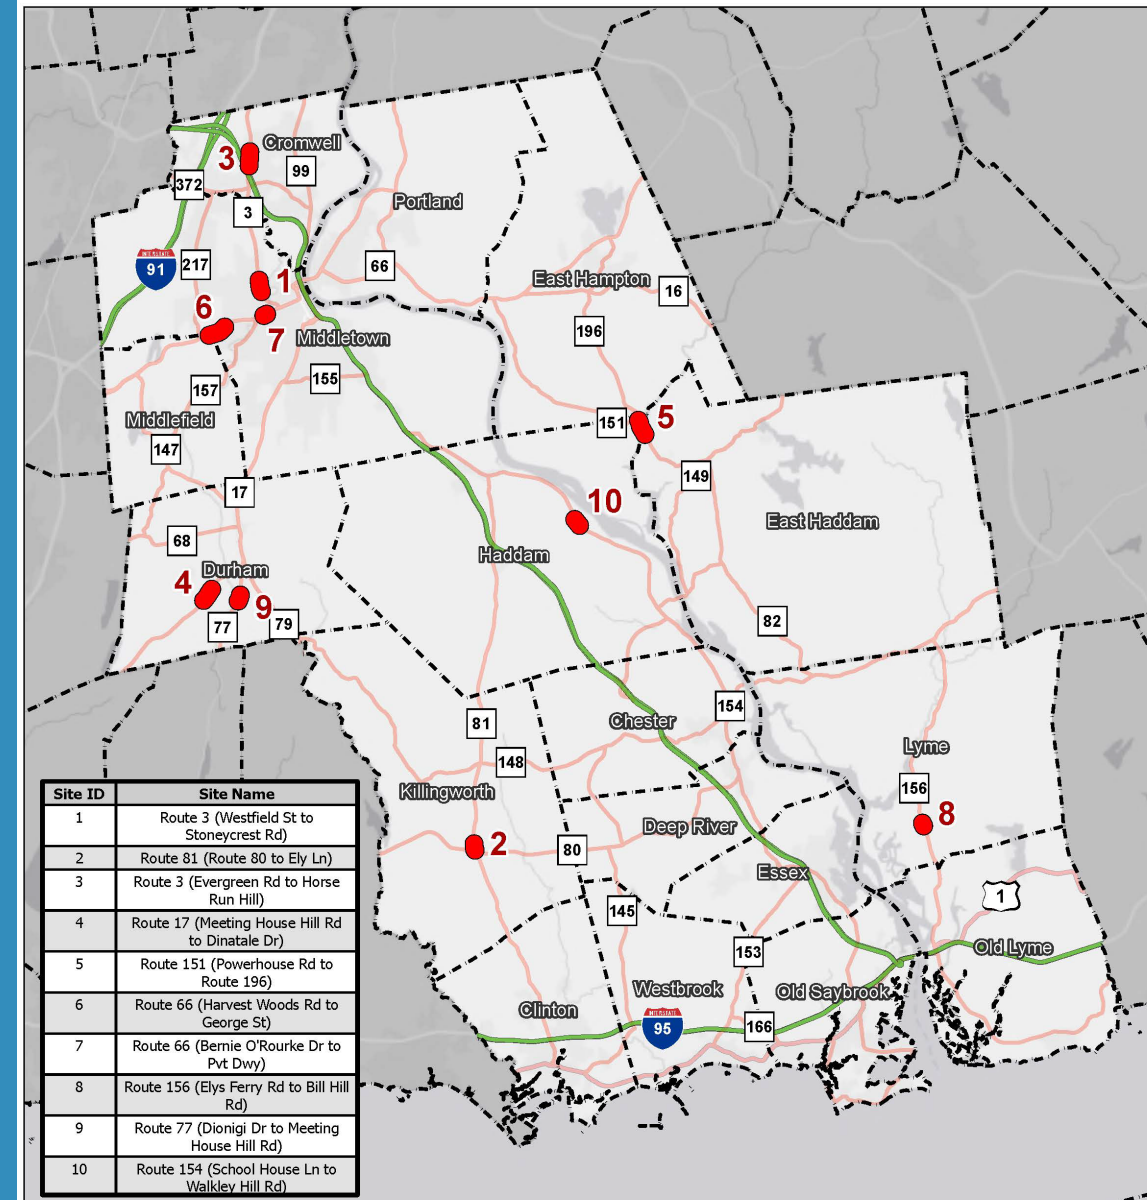 Cromwell
3
99
372
3
Portland
INTERSTATE
91
217
66
1
East Hampton
16
6
7
Middletown
196
155
157
Middlefield
151
5
147
149
17
10
East Haddam
68
Haddam
Durham
4
9
77
79
82
81
154
Chester
148
Lyme
156
Killingworth
8
Deep River
2
80
Essex
145
1
153
Old Lyme
Westbrook
Old Saybrook
Clinton
INTERSTATE
95
166
Site ID Site Name
1 Route 3 (Westfield St to
Stoneycrest Rd)
2 Route 81 (Route 80 to Ely Ln)
3 Route 3 (Evergreen Rd to Horse
Run Hill)
4 Route 17 (Meeting House Hill Rd
to Dinatale Dr)
5 Route 151 (Powerhouse Rd to
Route 196)
6 Route 66 (Harvest Woods Rd to
George St)
7 Route 66 (Bernie O'Rourke Dr to
Pvt Dwy)
8 Route 156 (Elys Ferry Rd to Bill Hill
Rd)
9 Route 77 (Dionigi Dr to Meeting
House Hill Rd)
10 Route 154 (School House Ln to
Walkley Hill Rd)